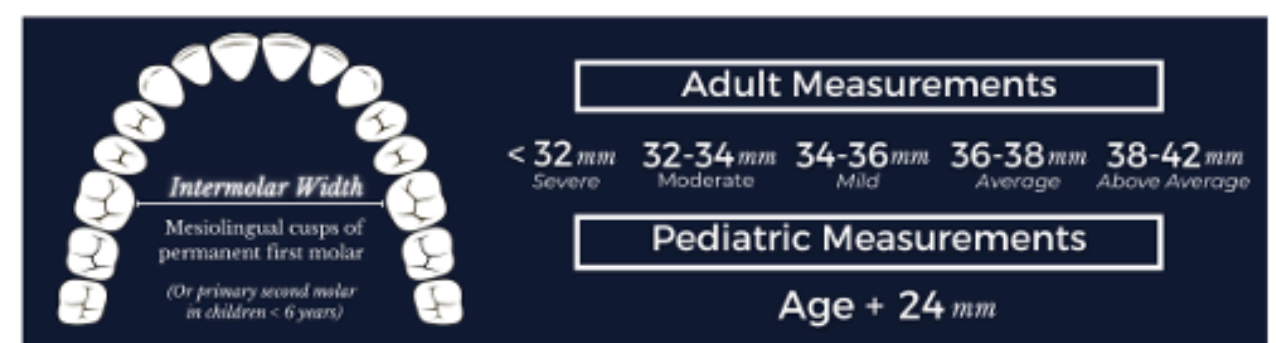 Intermolar Width
Mesiolingual cusps of
permanent first molar
(Or primary second molar
in children < 6 years)
Adult Measurements
< 32 mm 32-34 mm 34-36 mm 36-38 mm 38-42 mm
Severe Moderate Mild Average Above Average
Pediatric Measurements
Age + 24 mm